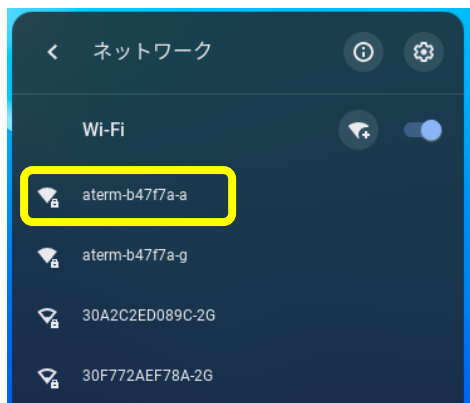 ネットワーク
Wi-Fi
aterm-b47f7a-a
aterm-b47f7a-g
30A2C2ED089C-2G
30F772AEF78A-2G